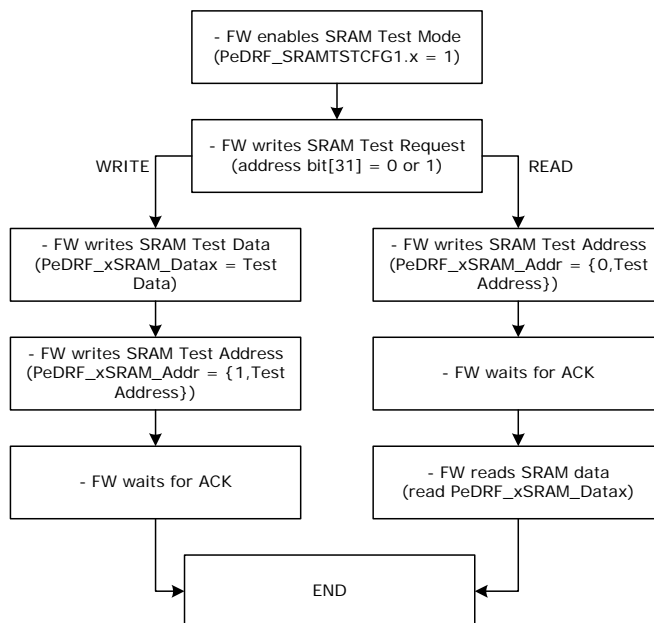 - FW enables SRAM Test Mode
(PeDRF_SRAMTSTCFG1.x = 1)
- FW writes SRAM Test Request
(address bit[31] = 0 or 1)
WRITE
READ
- FW writes SRAM Test Data
(PeDRF_xSRAM_Datax = Test
Data)
- FW writes SRAM Test Address
(PeDRF_xSRAM_Addr = {1,Test
Address})
- FW waits for ACK
- FW writes SRAM Test Address
(PeDRF_xSRAM_Addr = {0,Test
Address})
- FW waits for ACK
- FW reads SRAM data
(read PeDRF_xSRAM_Datax)
END